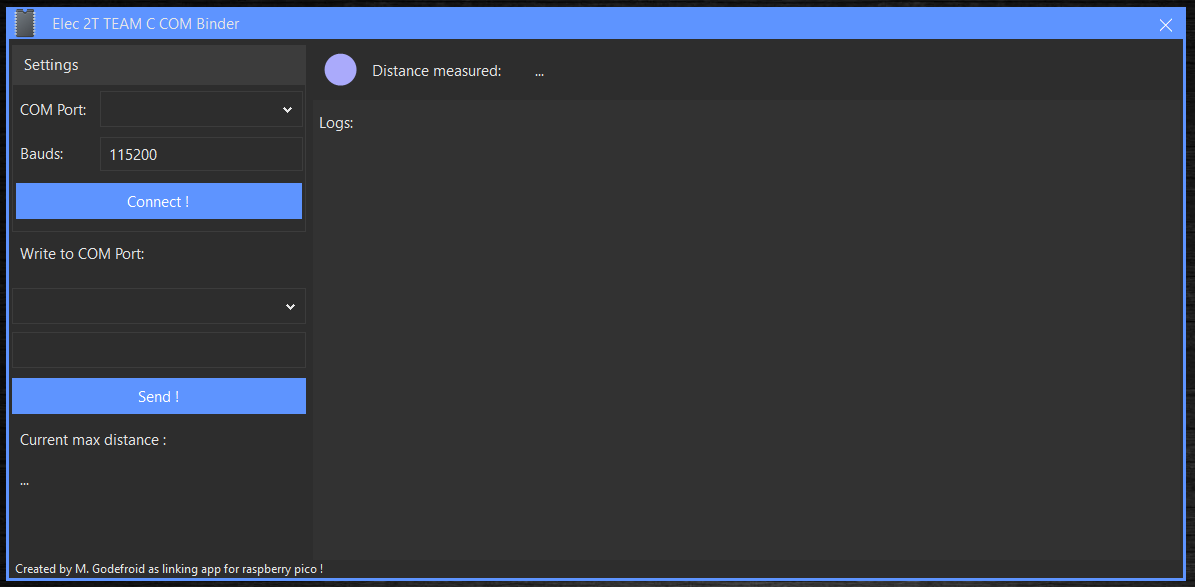 Elec 2T TEAM C COM Binder
Settings
COM Port:
Bauds:
115200
Connect !
Write to COM Port:
Send !
Current max distance :
...
Distance measured:
...
Logs:
Created by M. Godefroid as linking app for raspberry pico !